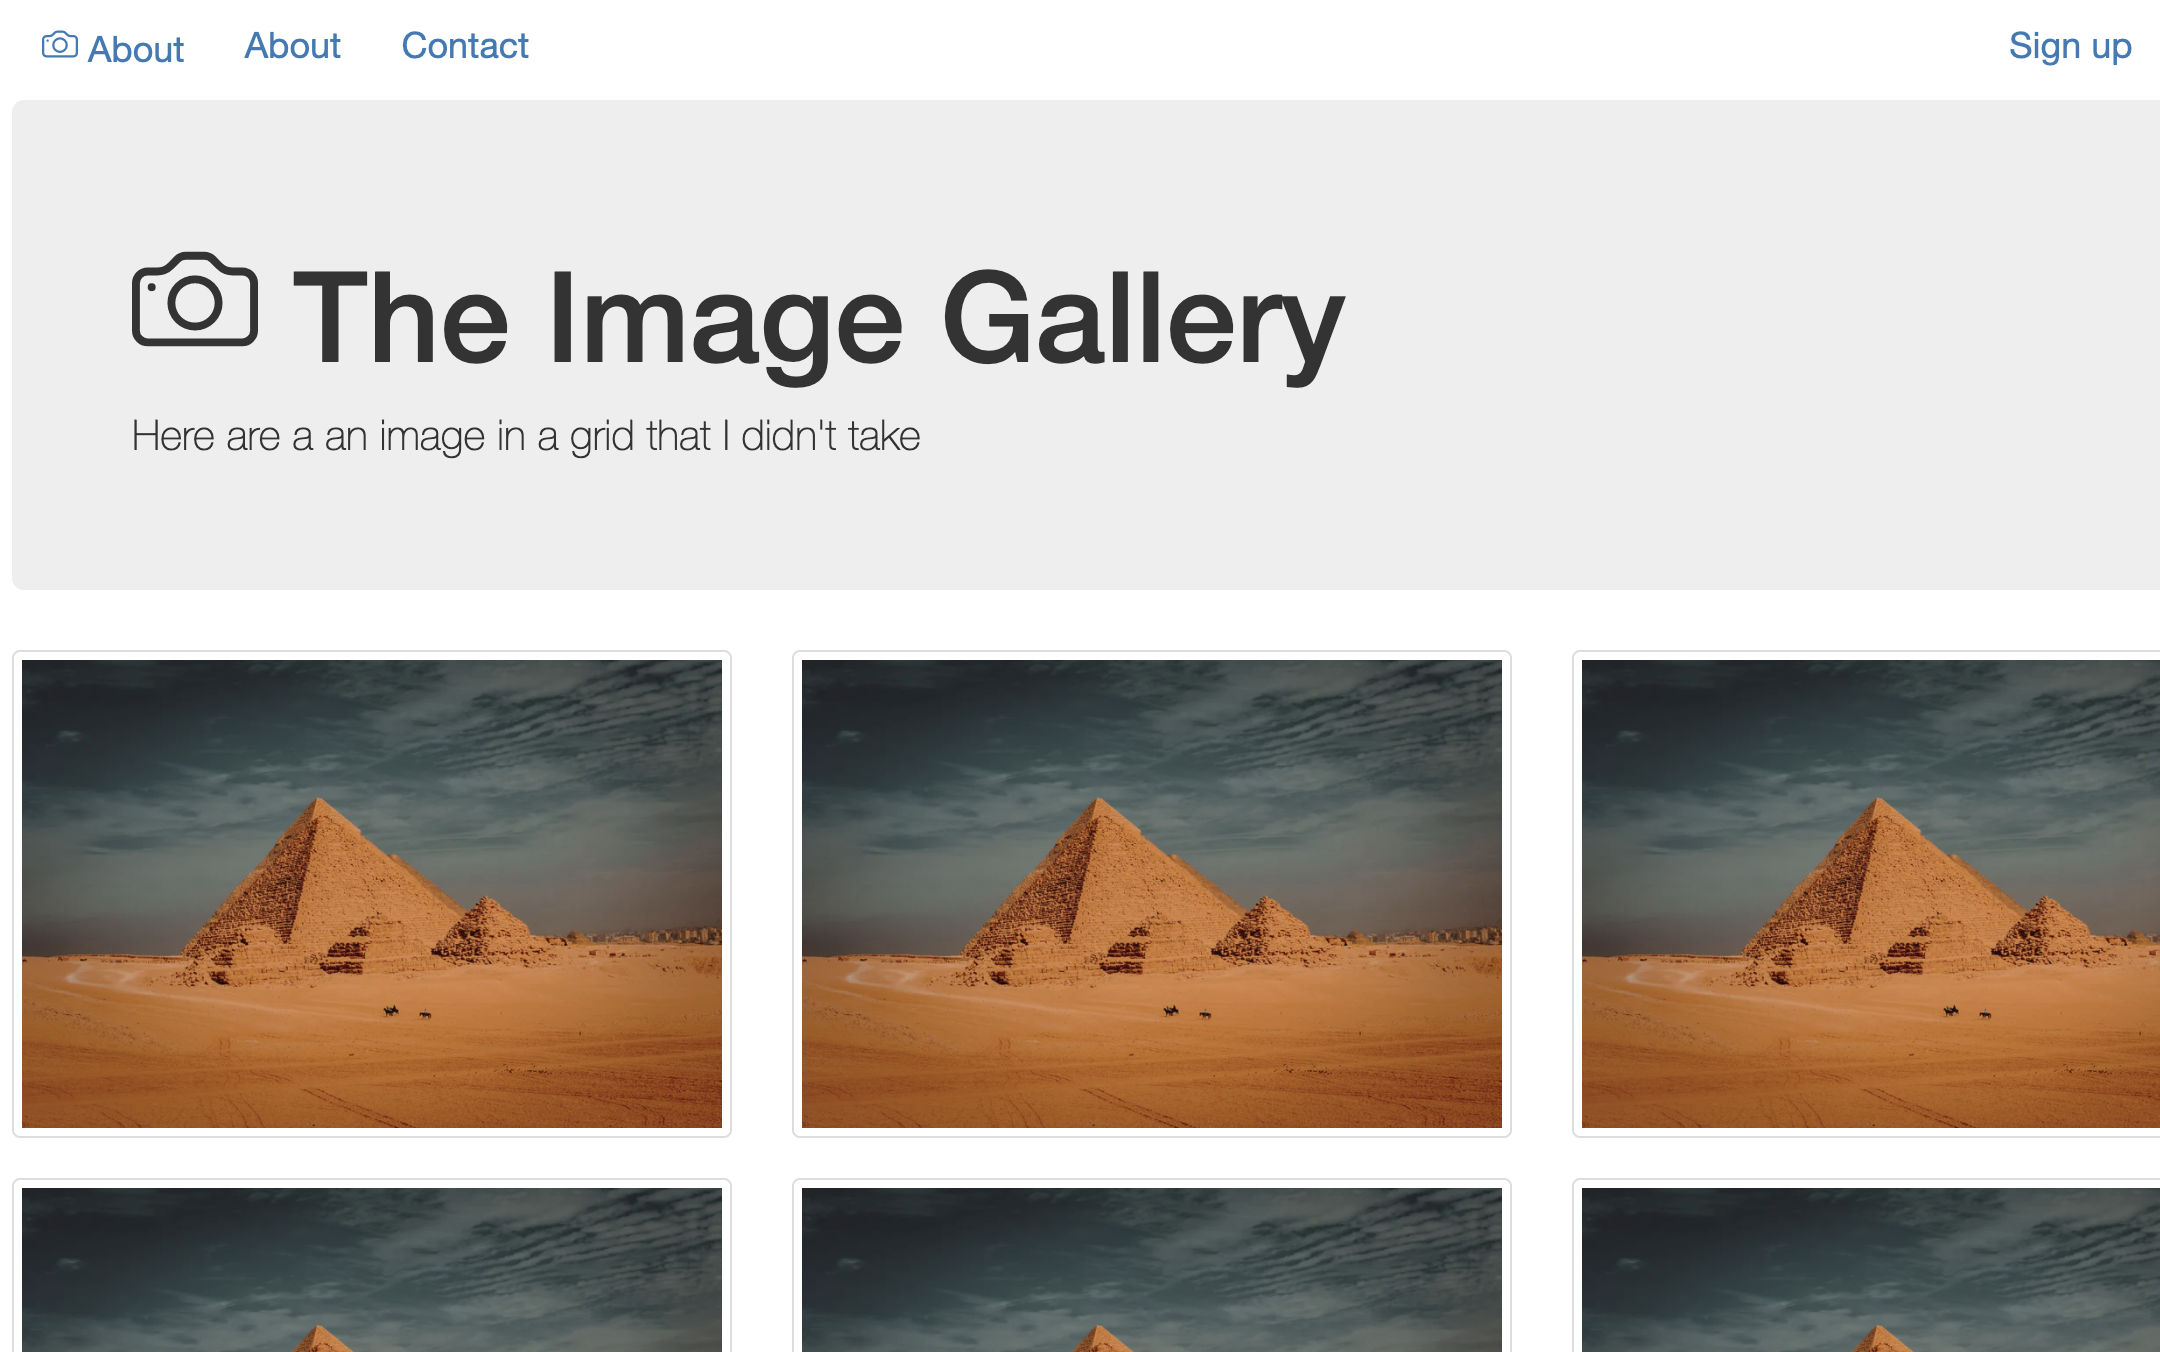 About About Contact Sign up
The Image Gallery
Here are a an image in a grid that I didn't take